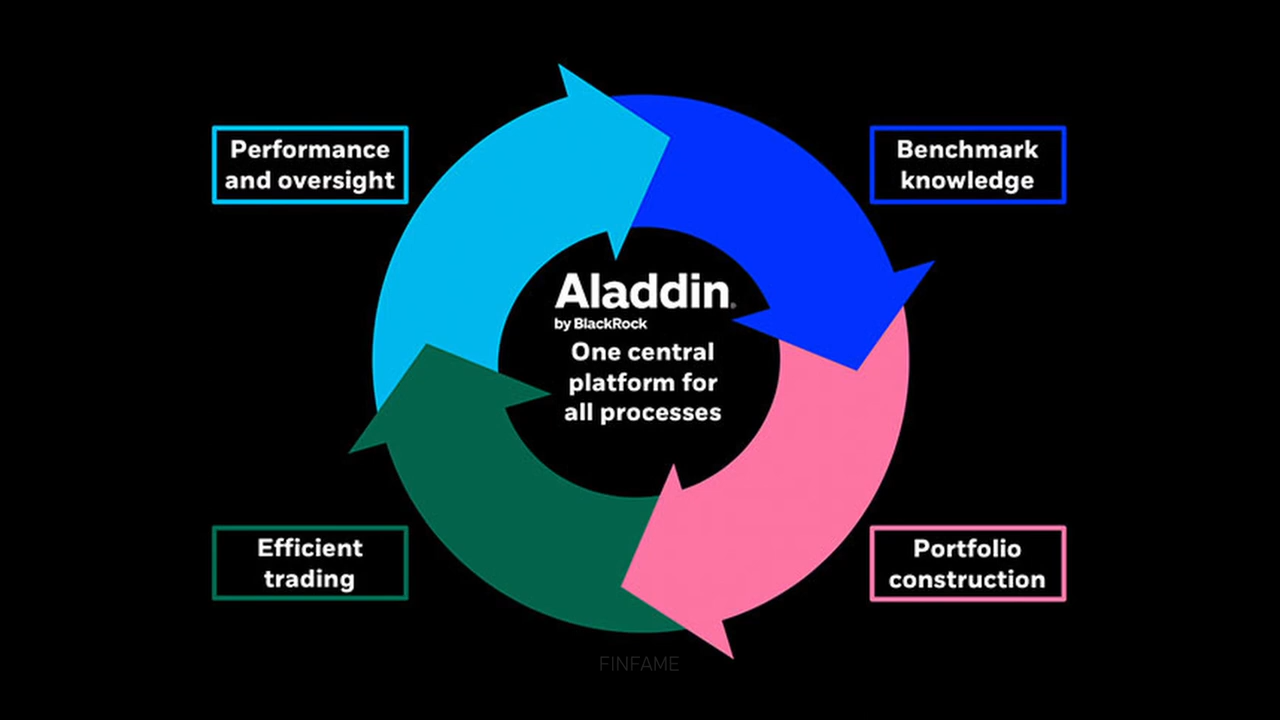 Performance
and oversight
Benchmark
knowledge
Aladdin®
by BlackRock
One central
platform for
all processes
Efficient
trading
Portfolio
construction
FINFAME